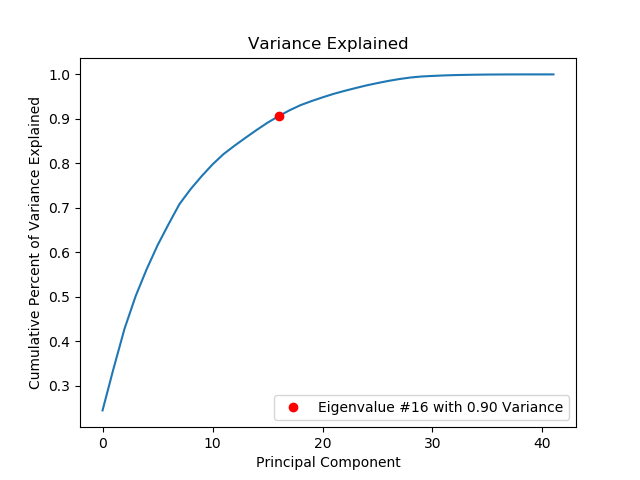 Variance Explained
Cumulative Percent of Variance Explained
1.0
0.9
0.8
0.7
0.6
0.5
0.4
0.3
Eigenvalue #16 with 0.90 Variance
0 10 20 30 40
Principal Component